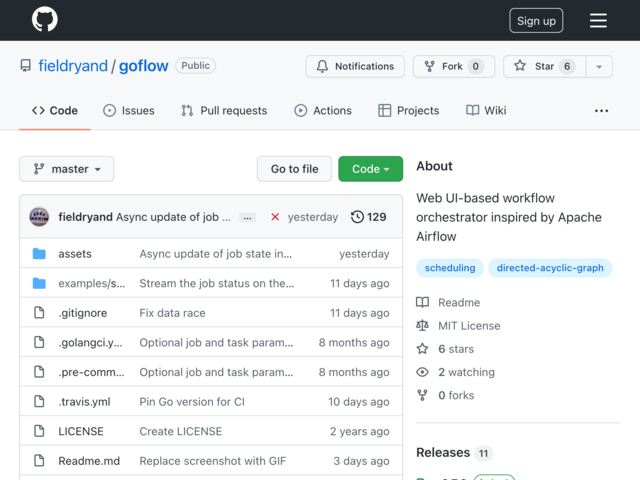 Sign up
fieldryand / goflow Public
Notifications
Fork 0
Star 6
Code
Issues
Pull requests
Actions
Projects
Wiki
master
Go to file
Code
fieldryand Async update of job ... yesterday 129
assets Async update of job state in... yesterday
examples/s... Stream the job status on the... 11 days ago
.gitignore Fix data race 11 days ago
.golangci.y... Optional job and task param... 8 months ago
.pre-comm... Optional job and task param... 8 months ago
.travis.yml Pin Go version for CI 10 days ago
LICENSE Create LICENSE 2 years ago
Readme.md Replace screenshot with GIF 3 days ago
About
Web UI-based workflow
orchestrator inspired by Apache
Airflow
scheduling directed-acyclic-graph
Readme
MIT License
6 stars
2 watching
0 forks
Releases 11